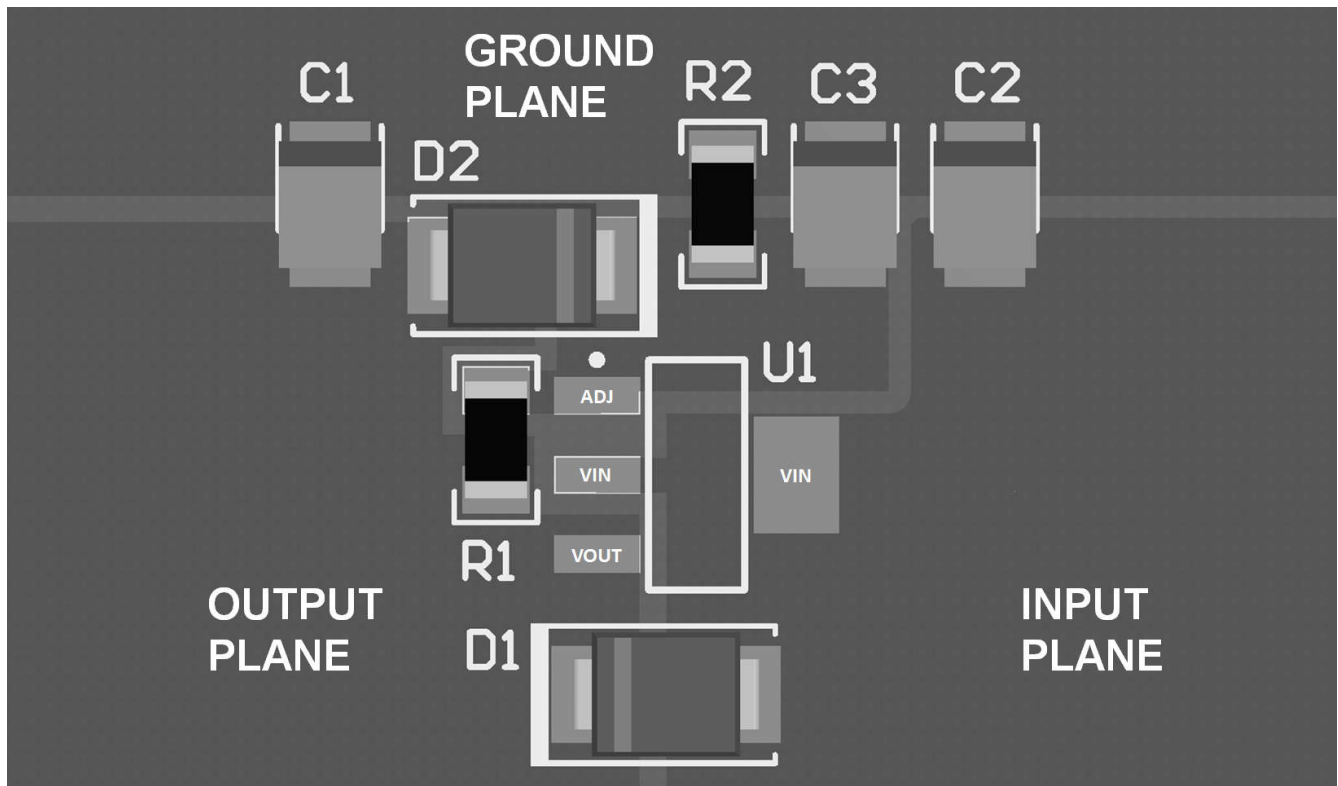 GROUND
PLANE
C1
R2
C3
C2
D2
U1
ADJ
VIN
VIN
VOUT
R1
OUTPUT
PLANE
INPUT
PLANE
D1